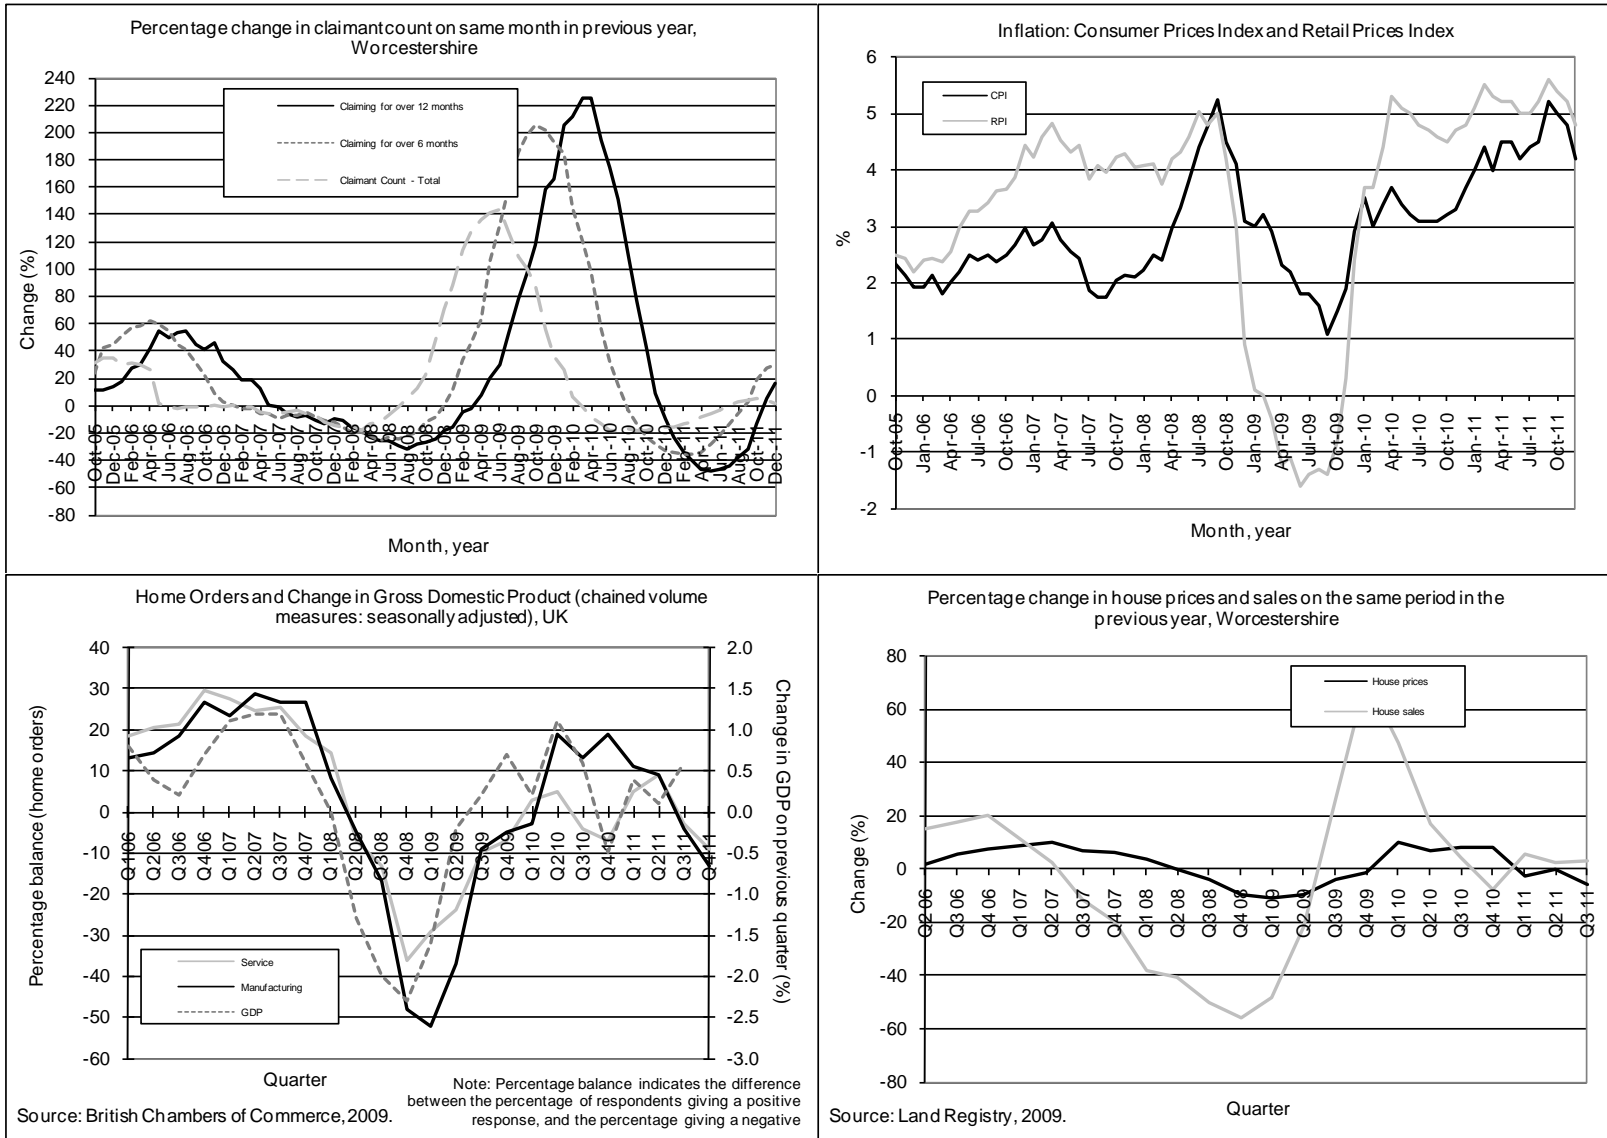 Percentage change in claimant count on same month in previous year,
Worcestershire
240
220
200
180
160
140
120
100
80
60
40
20
0
-20
-40
-60
-80
Change (%)
Claiming for over 12 months
Claiming for over 6 months
Claimant Count - Total
Oct-05
Dec-05
Feb-06
Apr-06
Jun-06
Aug-06
Oct-06
Dec-06
Feb-07
Apr-07
Jun-07
Aug-07
Oct-07
Dec-07
Feb-08
Apr-08
Jun-08
Aug-08
Oct-08
Dec-08
Feb-09
Apr-09
Jun-09
Aug-09
Oct-09
Dec-09
Feb-10
Apr-10
Jun-10
Aug-10
Oct-10
Dec-10
Feb-11
Apr-11
Jun-11
Aug-11
Oct-11
Dec-11
Month, year
Inflation: Consumer Prices Index and Retail Prices Index
6
5
4
3
2
1
0
-1
-2
%
CPI
RPI
Oct-05
Jan-06
Apr-06
Jul-06
Oct-06
Jan-07
Apr-07
Jul-07
Oct-07
Jan-08
Apr-08
Jul-08
Oct-08
Jan-09
Apr-09
Jul-09
Oct-09
Jan-10
Apr-10
Jul-10
Oct-10
Jan-11
Apr-11
Jul-11
Oct-11
Month, year
Home Orders and Change in Gross Domestic Product (chained volume
measures: seasonally adjusted), UK
40
30
20
10
0
-10
-20
-30
-40
-50
-60
Percentage balance (home orders)
2.0
1.5
1.0
0.5
0.0
-0.5
-1.0
-1.5
-2.0
-2.5
-3.0
Change in GDP on previous quarter (%)
Q1 06
Q2 06
Q3 06
Q4 06
Q1 07
Q2 07
Q3 07
Q4 07
Q1 08
Q2 08
Q3 08
Q4 08
Q1 09
Q2 09
Q3 09
Q4 09
Q1 10
Q2 10
Q3 10
Q4 10
Q1 11
Q2 11
Q3 11
Q4 11
Service
Manufacturing
GDP
Quarter
Note: Percentage balance indicates the difference
between the percentage of respondents giving a positive
response, and the percentage giving a negative
Source: British Chambers of Commerce, 2009.
Percentage change in house prices and sales on the same period in the
previous year, Worcestershire
80
60
40
20
0
-20
-40
-60
-80
Change (%)
House prices
House sales
Q2 06
Q3 06
Q4 06
Q1 07
Q2 07
Q3 07
Q4 07
Q1 08
Q2 08
Q3 08
Q4 08
Q1 09
Q2 09
Q3 09
Q4 09
Q1 10
Q2 10
Q3 10
Q4 10
Q1 11
Q2 11
Q3 11
Quarter
Source: Land Registry, 2009.